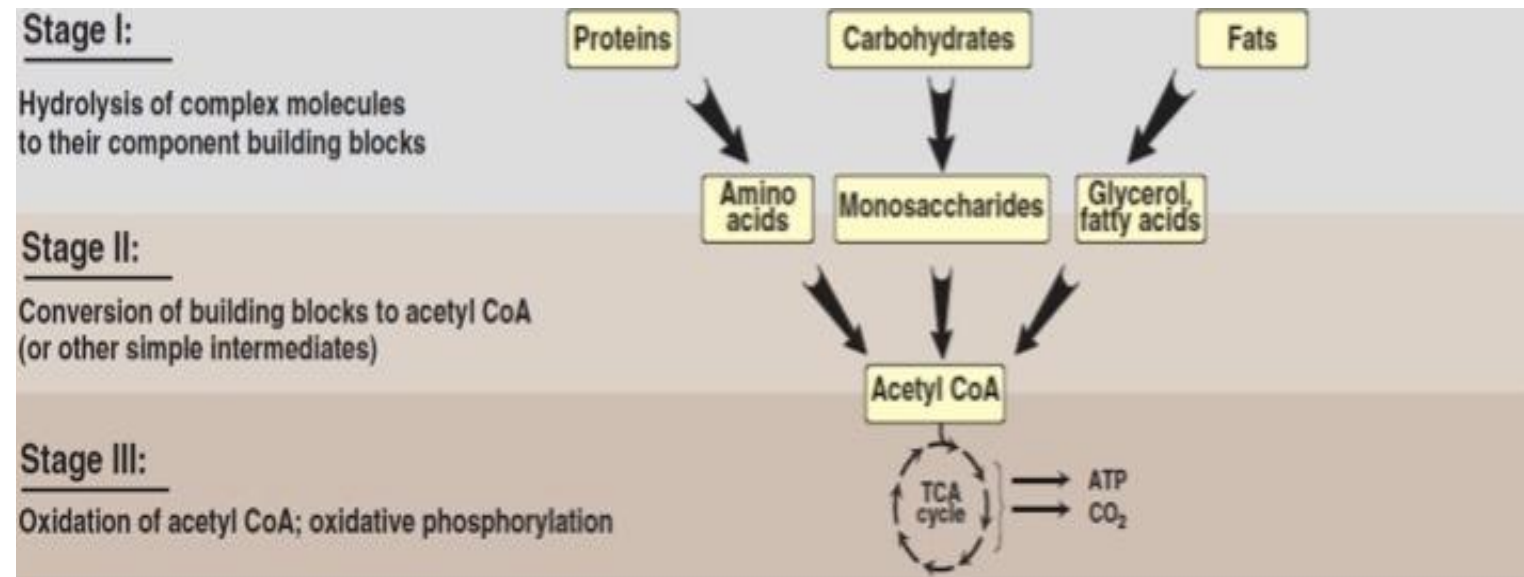 Stage I:
Proteins
Carbohydrates
Fats
Hydrolysis of complex molecules
to their component building blocks
Amino
acids
Monosaccharides
Glycerol,
fatty acids
Stage II:
Conversion of building blocks to acetyl CoA
(or other simple intermediates)
Acetyl CoA
Stage III:
Oxidation of acetyl CoA; oxidative phosphorylation
TCA
cycle
ATP
CO₂